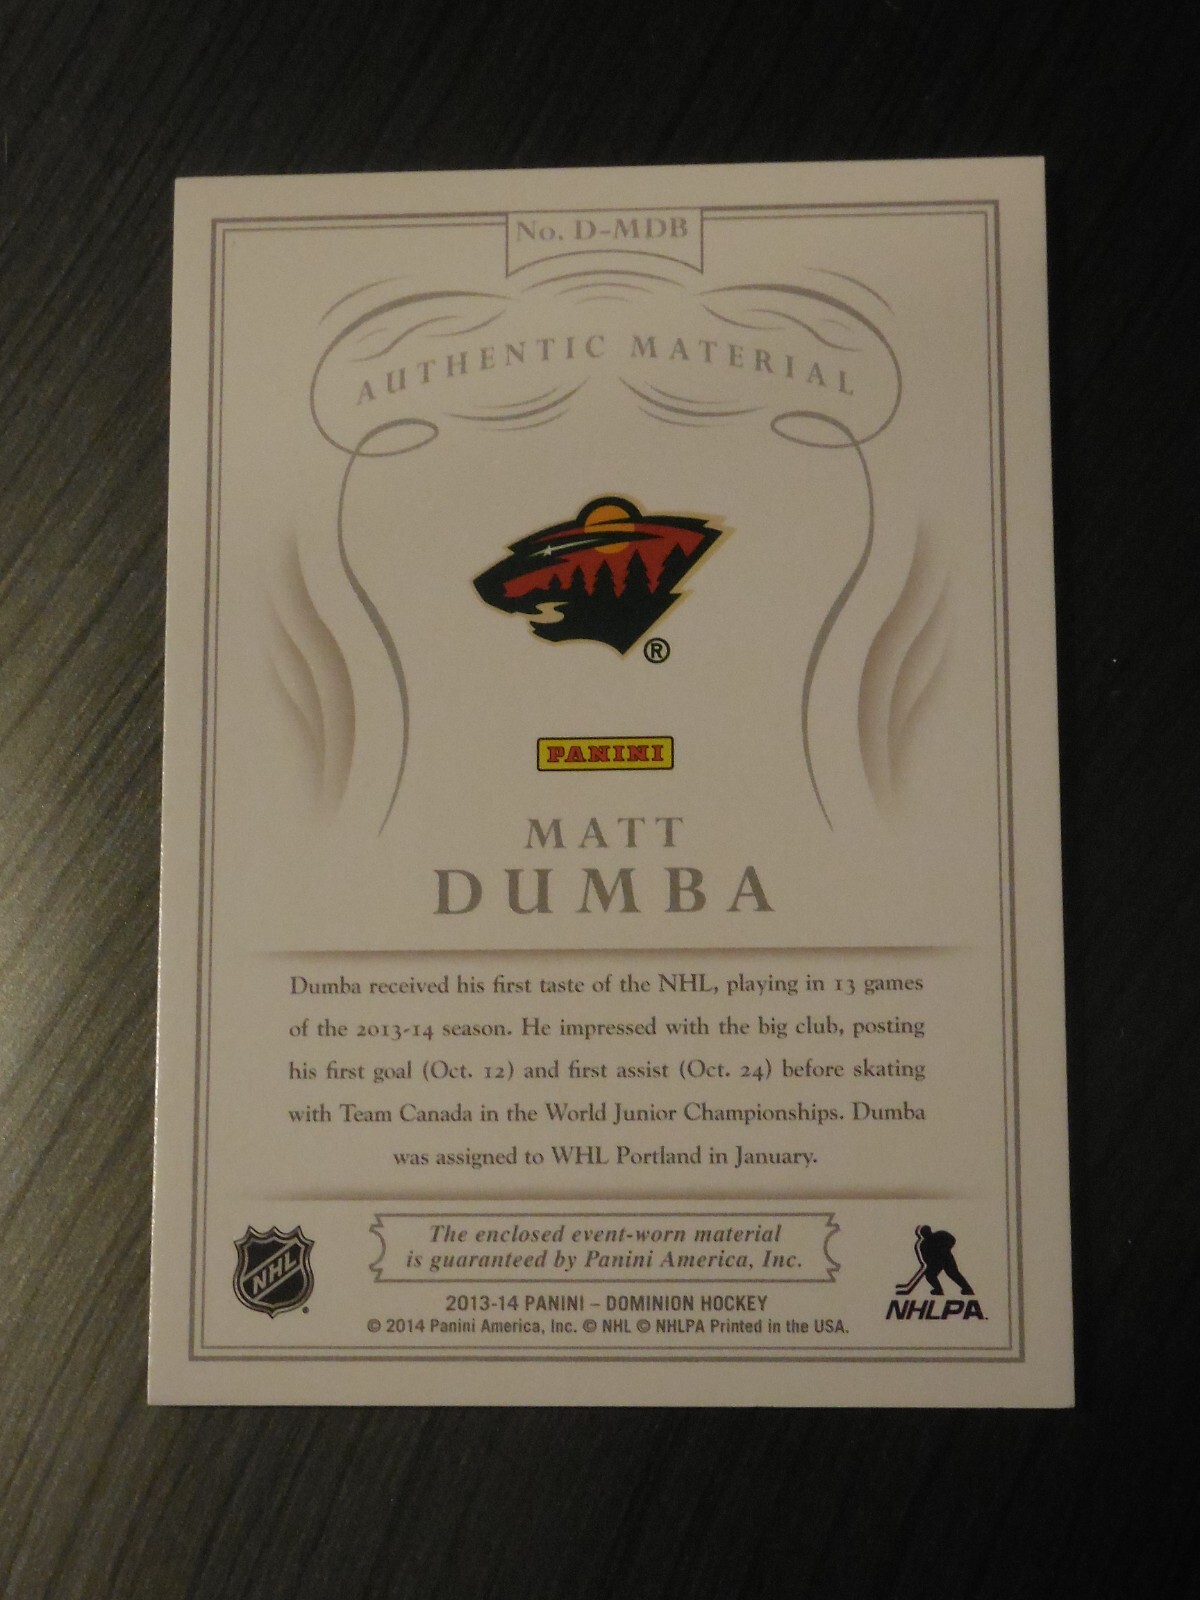 No. D-MDB
AUTHENTIC MATERIAL
®
PANINI
MATT
DUMBA
Dumba received his first taste of the NHL, playing in 13 games
of the 2013-14 season. He impressed with the big club, posting
his first goal (Oct. 12) and first assist (Oct. 24) before skating
with Team Canada in the World Junior Championships. Dumba
was assigned to WHL Portland in January.
The enclosed event-worn material
is guaranteed by Panini America, Inc.
NHL
NHLPA
2013-14 PANINI – DOMINION HOCKEY
© 2014 Panini America, Inc. © NHL © NHLPA Printed in the USA.